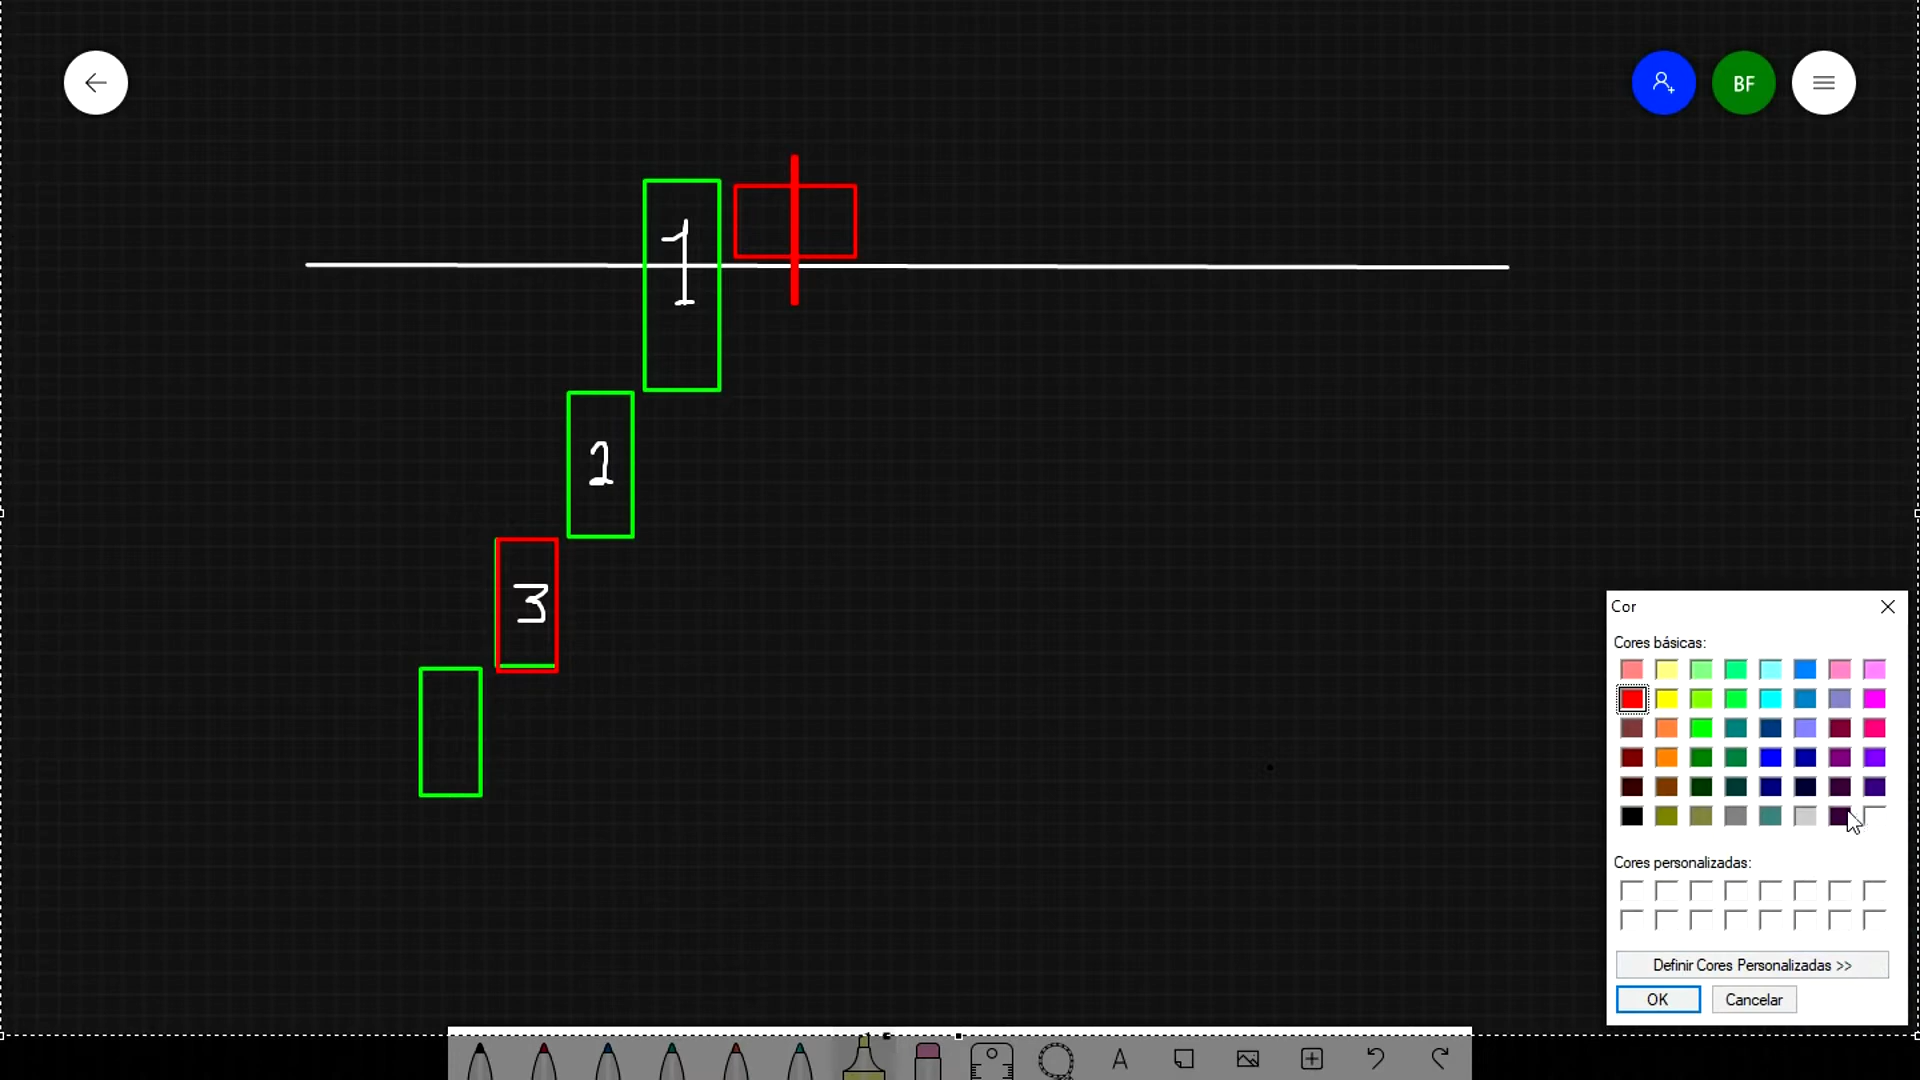 BF
1
2
3
Cor
Cores básicas:
Cores personalizadas:
Definir Cores Personalizadas >>
OK
Cancelar
A